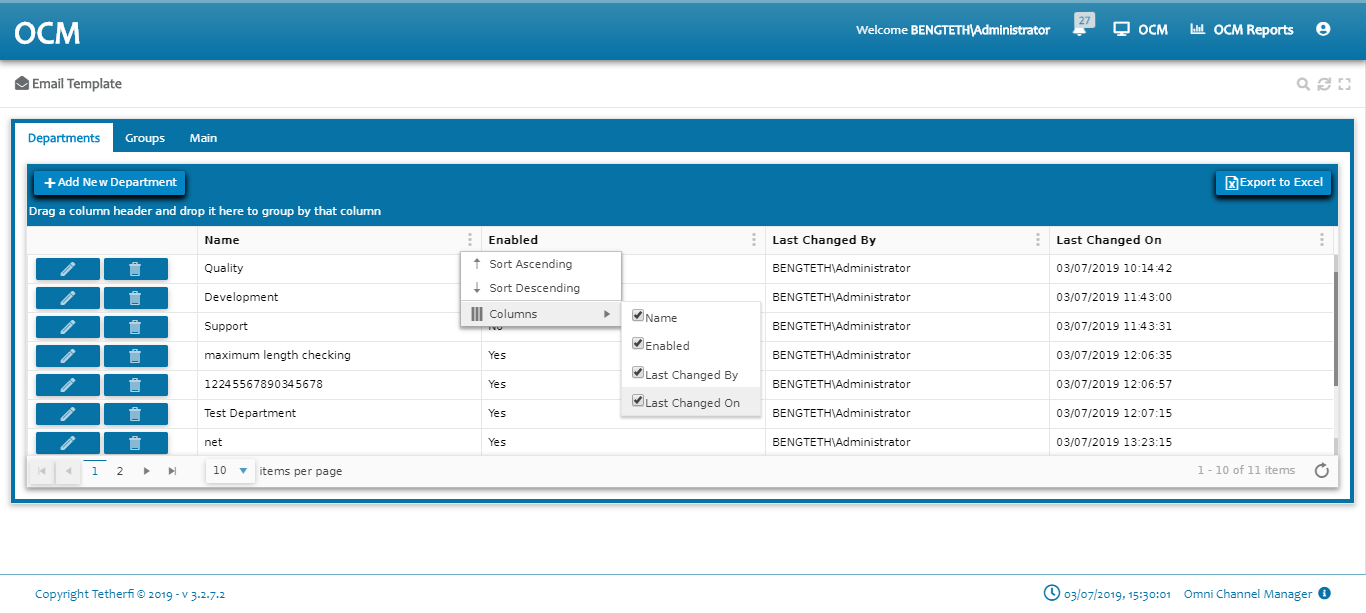 OCM
Welcome BENGTETH\Administrator
27
OCM
OCM Reports
Email Template
Departments
Groups
Main
Add New Department
Export to Excel
Drag a column header and drop it here to group by that column
Name
Enabled
Last Changed By
Last Changed On
Quality
BENGTETH\Administrator
03/07/2019 10:14:42
Development
BENGTETH\Administrator
03/07/2019 11:43:00
Support
No
BENGTETH\Administrator
03/07/2019 11:43:31
maximum length checking
Yes
BENGTETH\Administrator
03/07/2019 12:06:35
12245567890345678
Yes
BENGTETH\Administrator
03/07/2019 12:06:57
Test Department
Yes
BENGTETH\Administrator
03/07/2019 12:07:15
net
Yes
BENGTETH\Administrator
03/07/2019 13:23:15
Sort Ascending
Sort Descending
Columns
Name
Enabled
Last Changed By
Last Changed On
1
2
10
items per page
1 - 10 of 11 items
Copyright Tetherfi © 2019 - v 3.2.7.2
03/07/2019, 15:30:01
Omni Channel Manager